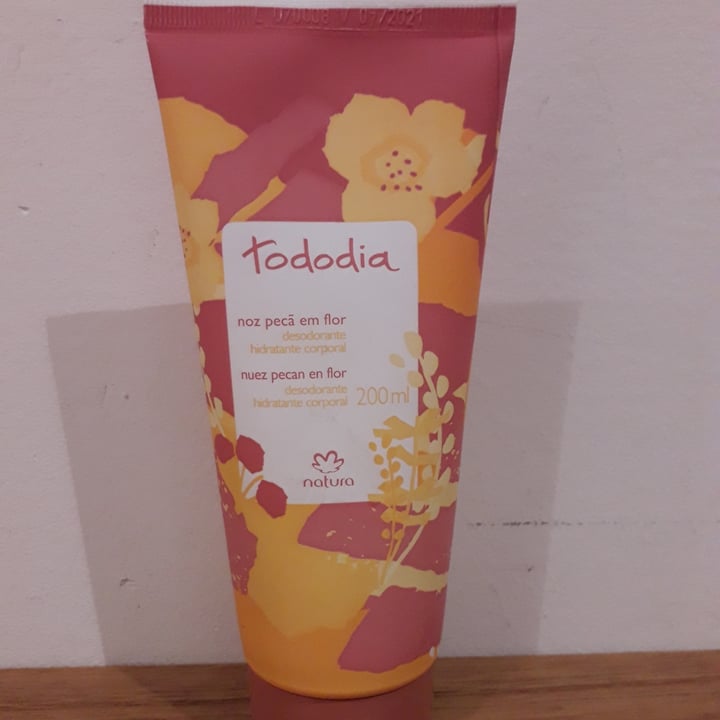 Tododia
noz pecã em flor
desodorante
hidratante corporal
nuez pecan en flor
desodorante
hidratante corporal 200 ml
natura